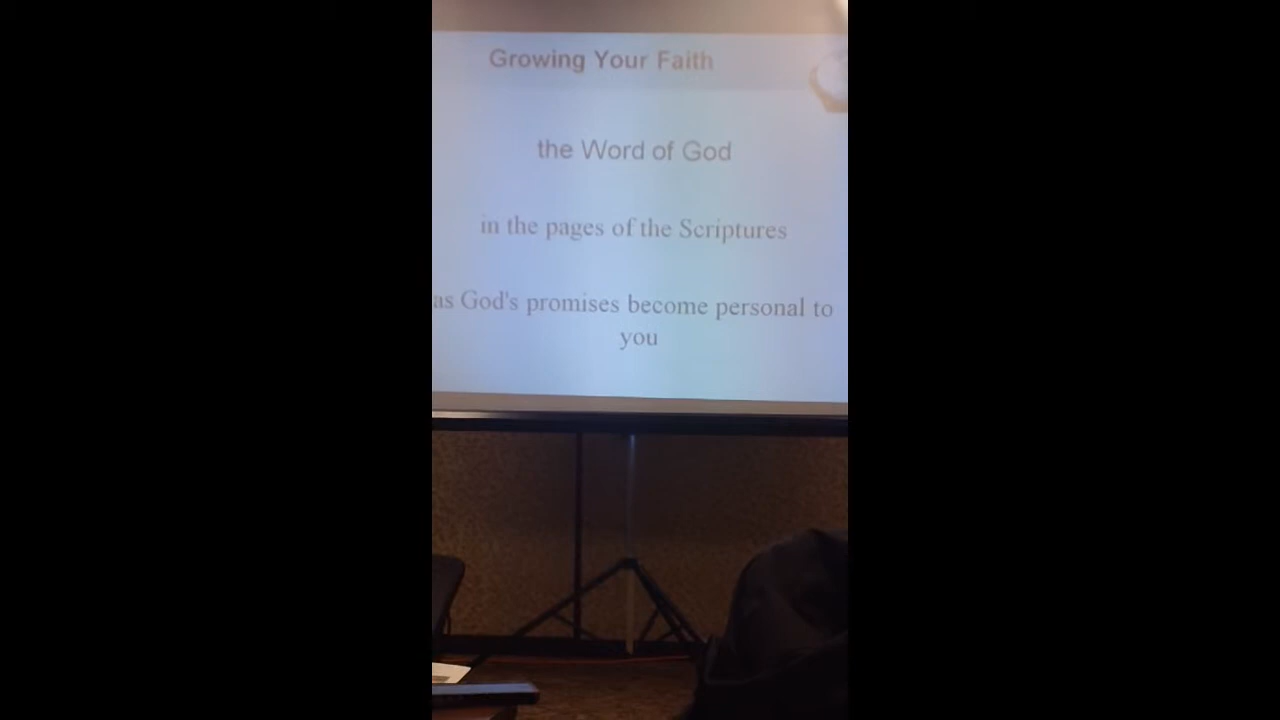 Growing Your Faith
the Word of God
in the pages of the Scriptures
as God's promises become personal to
you